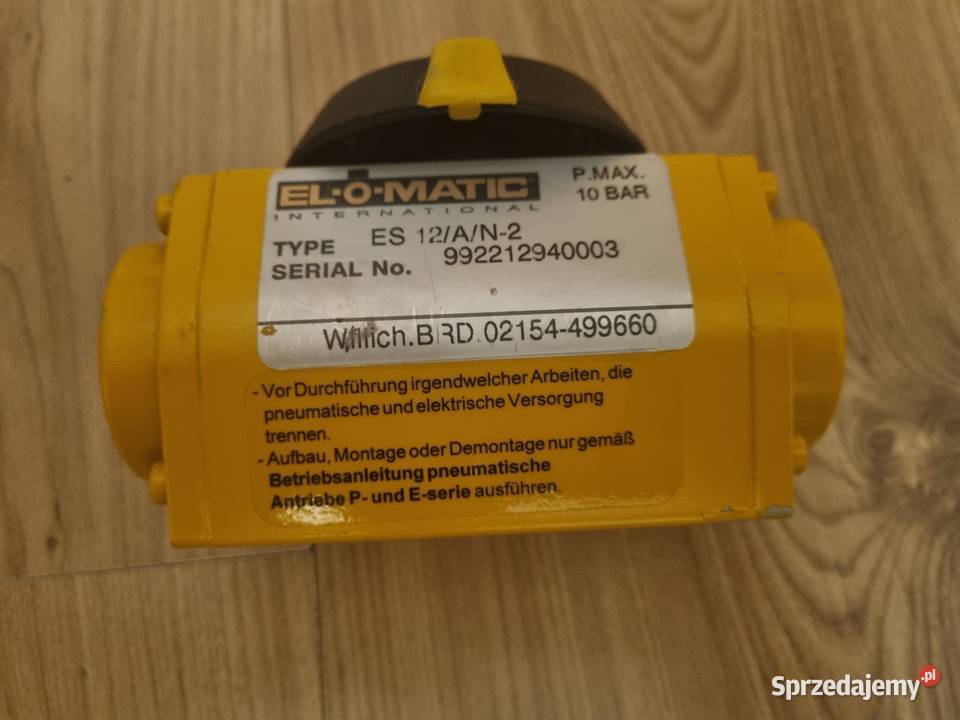 EL-O-MATIC
INTERNATIONAL
P.MAX.
10 BAR
TYPE ES 12/A/N-2
SERIAL No. 992212940003
Willich.BRD.02154-499660
- Vor Durchführung irgendwelcher Arbeiten, die
pneumatische und elektrische Versorgung
trennen.
- Aufbau, Montage oder Demontage nur gemäß
Betriebsanleitung pneumatische
Antriebe P- und E-serie ausführen.
Sprzedajemy.pl